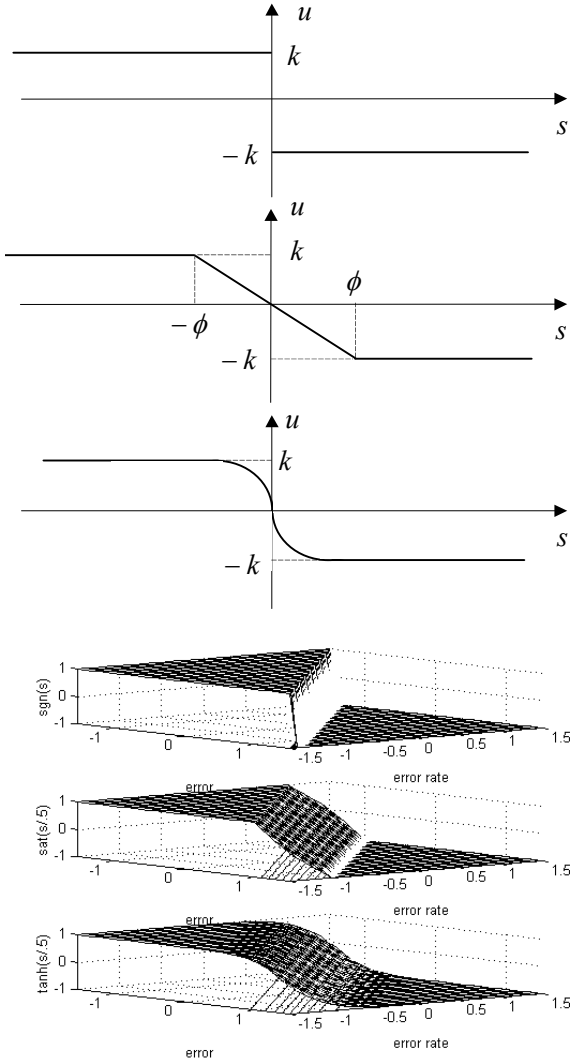 u
k
s
− k
u
k
ϕ
− ϕ
s
− k
u
k
s
− k
sgn(s)
1
0
-1
-1 0 1
-1.5 -1 -0.5 0 0.5 1 1.5
error
error rate
sat(s/.5)
1
0
-1
-1 0 1
-1.5 -1 -0.5 0 0.5 1 1.5
error
error rate
tanh(s/.5)
1
0
-1
-1 0 1
-1.5 -1 -0.5 0 0.5 1 1.5
error
error rate